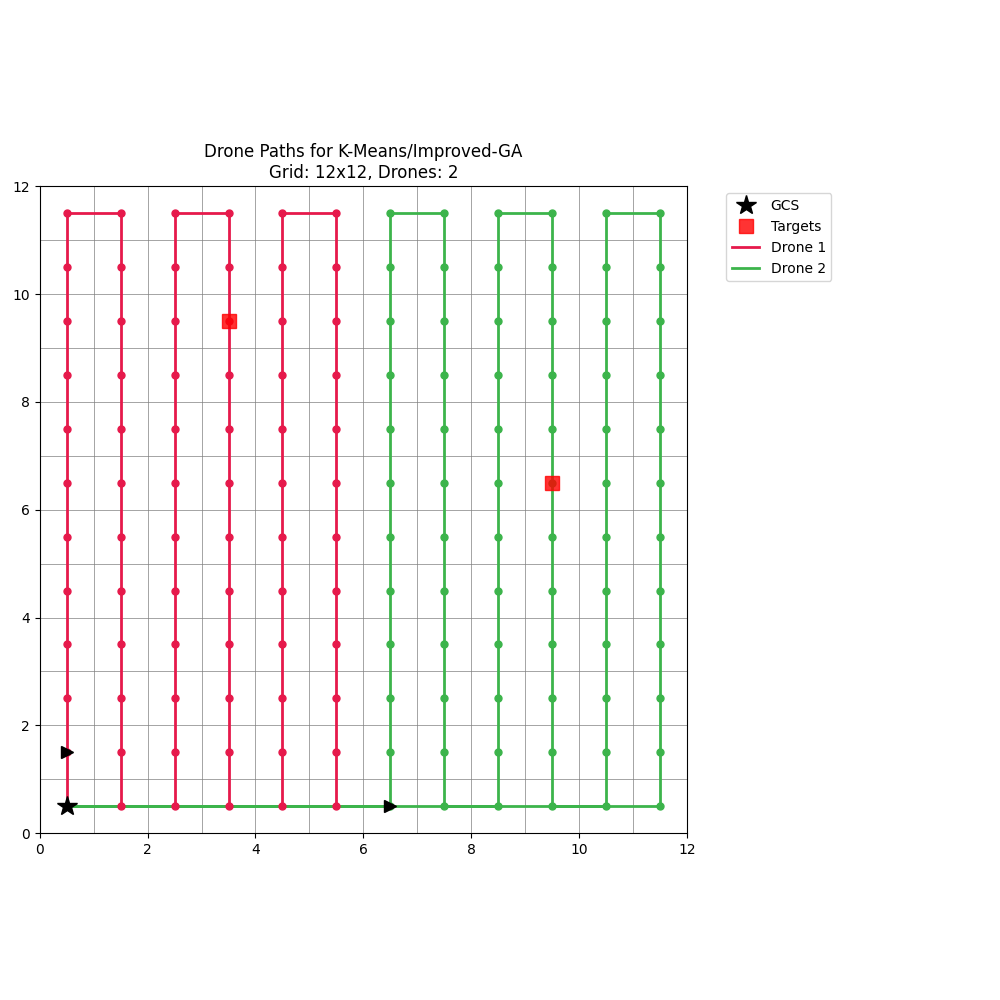 Drone Paths for K-Means/Improved-GA
Grid: 12x12, Drones: 2
GCS
Targets
Drone 1
Drone 2
12
10
8
6
4
2
0
0 2 4 6 8 10 12